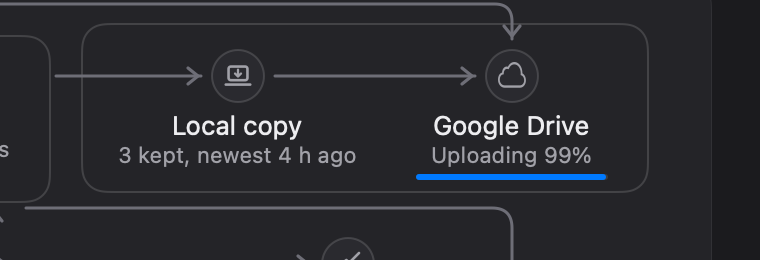 Local copy
Google Drive
3 kept, newest 4 h ago
Uploading 99%
s